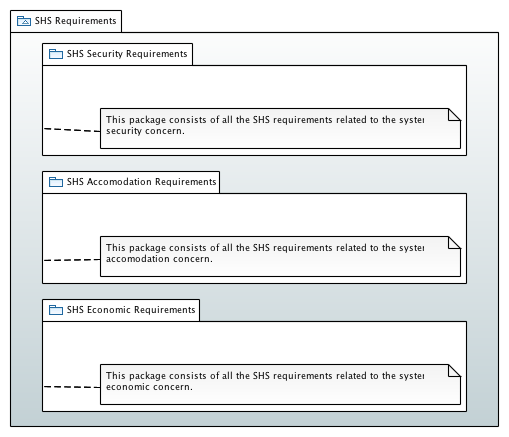 SHS Requirements
SHS Security Requirements
This package consists of all the SHS requirements related to the syster
security concern.
SHS Accomodation Requirements
This package consists of all the SHS requirements related to the syster
accomodation concern.
SHS Economic Requirements
This package consists of all the SHS requirements related to the syster
economic concern.